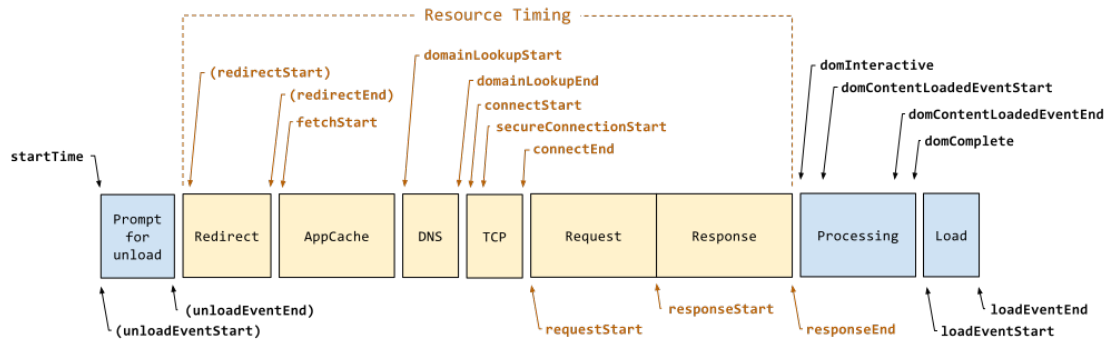 Resource Timing
domainLookupStart
(redirectStart)
domainLookupEnd
(redirectEnd)
connectStart
fetchStart
secureConnectionStart
connectEnd
domInteractive
domContentLoadedEventStart
domContentLoadedEventEnd
domComplete
startTime
Prompt
for
unload
Redirect
AppCache
DNS
TCP
Request
Response
Processing
Load
(unloadEventEnd)
(unloadEventStart)
requestStart
responseStart
responseEnd
loadEventEnd
loadEventStart